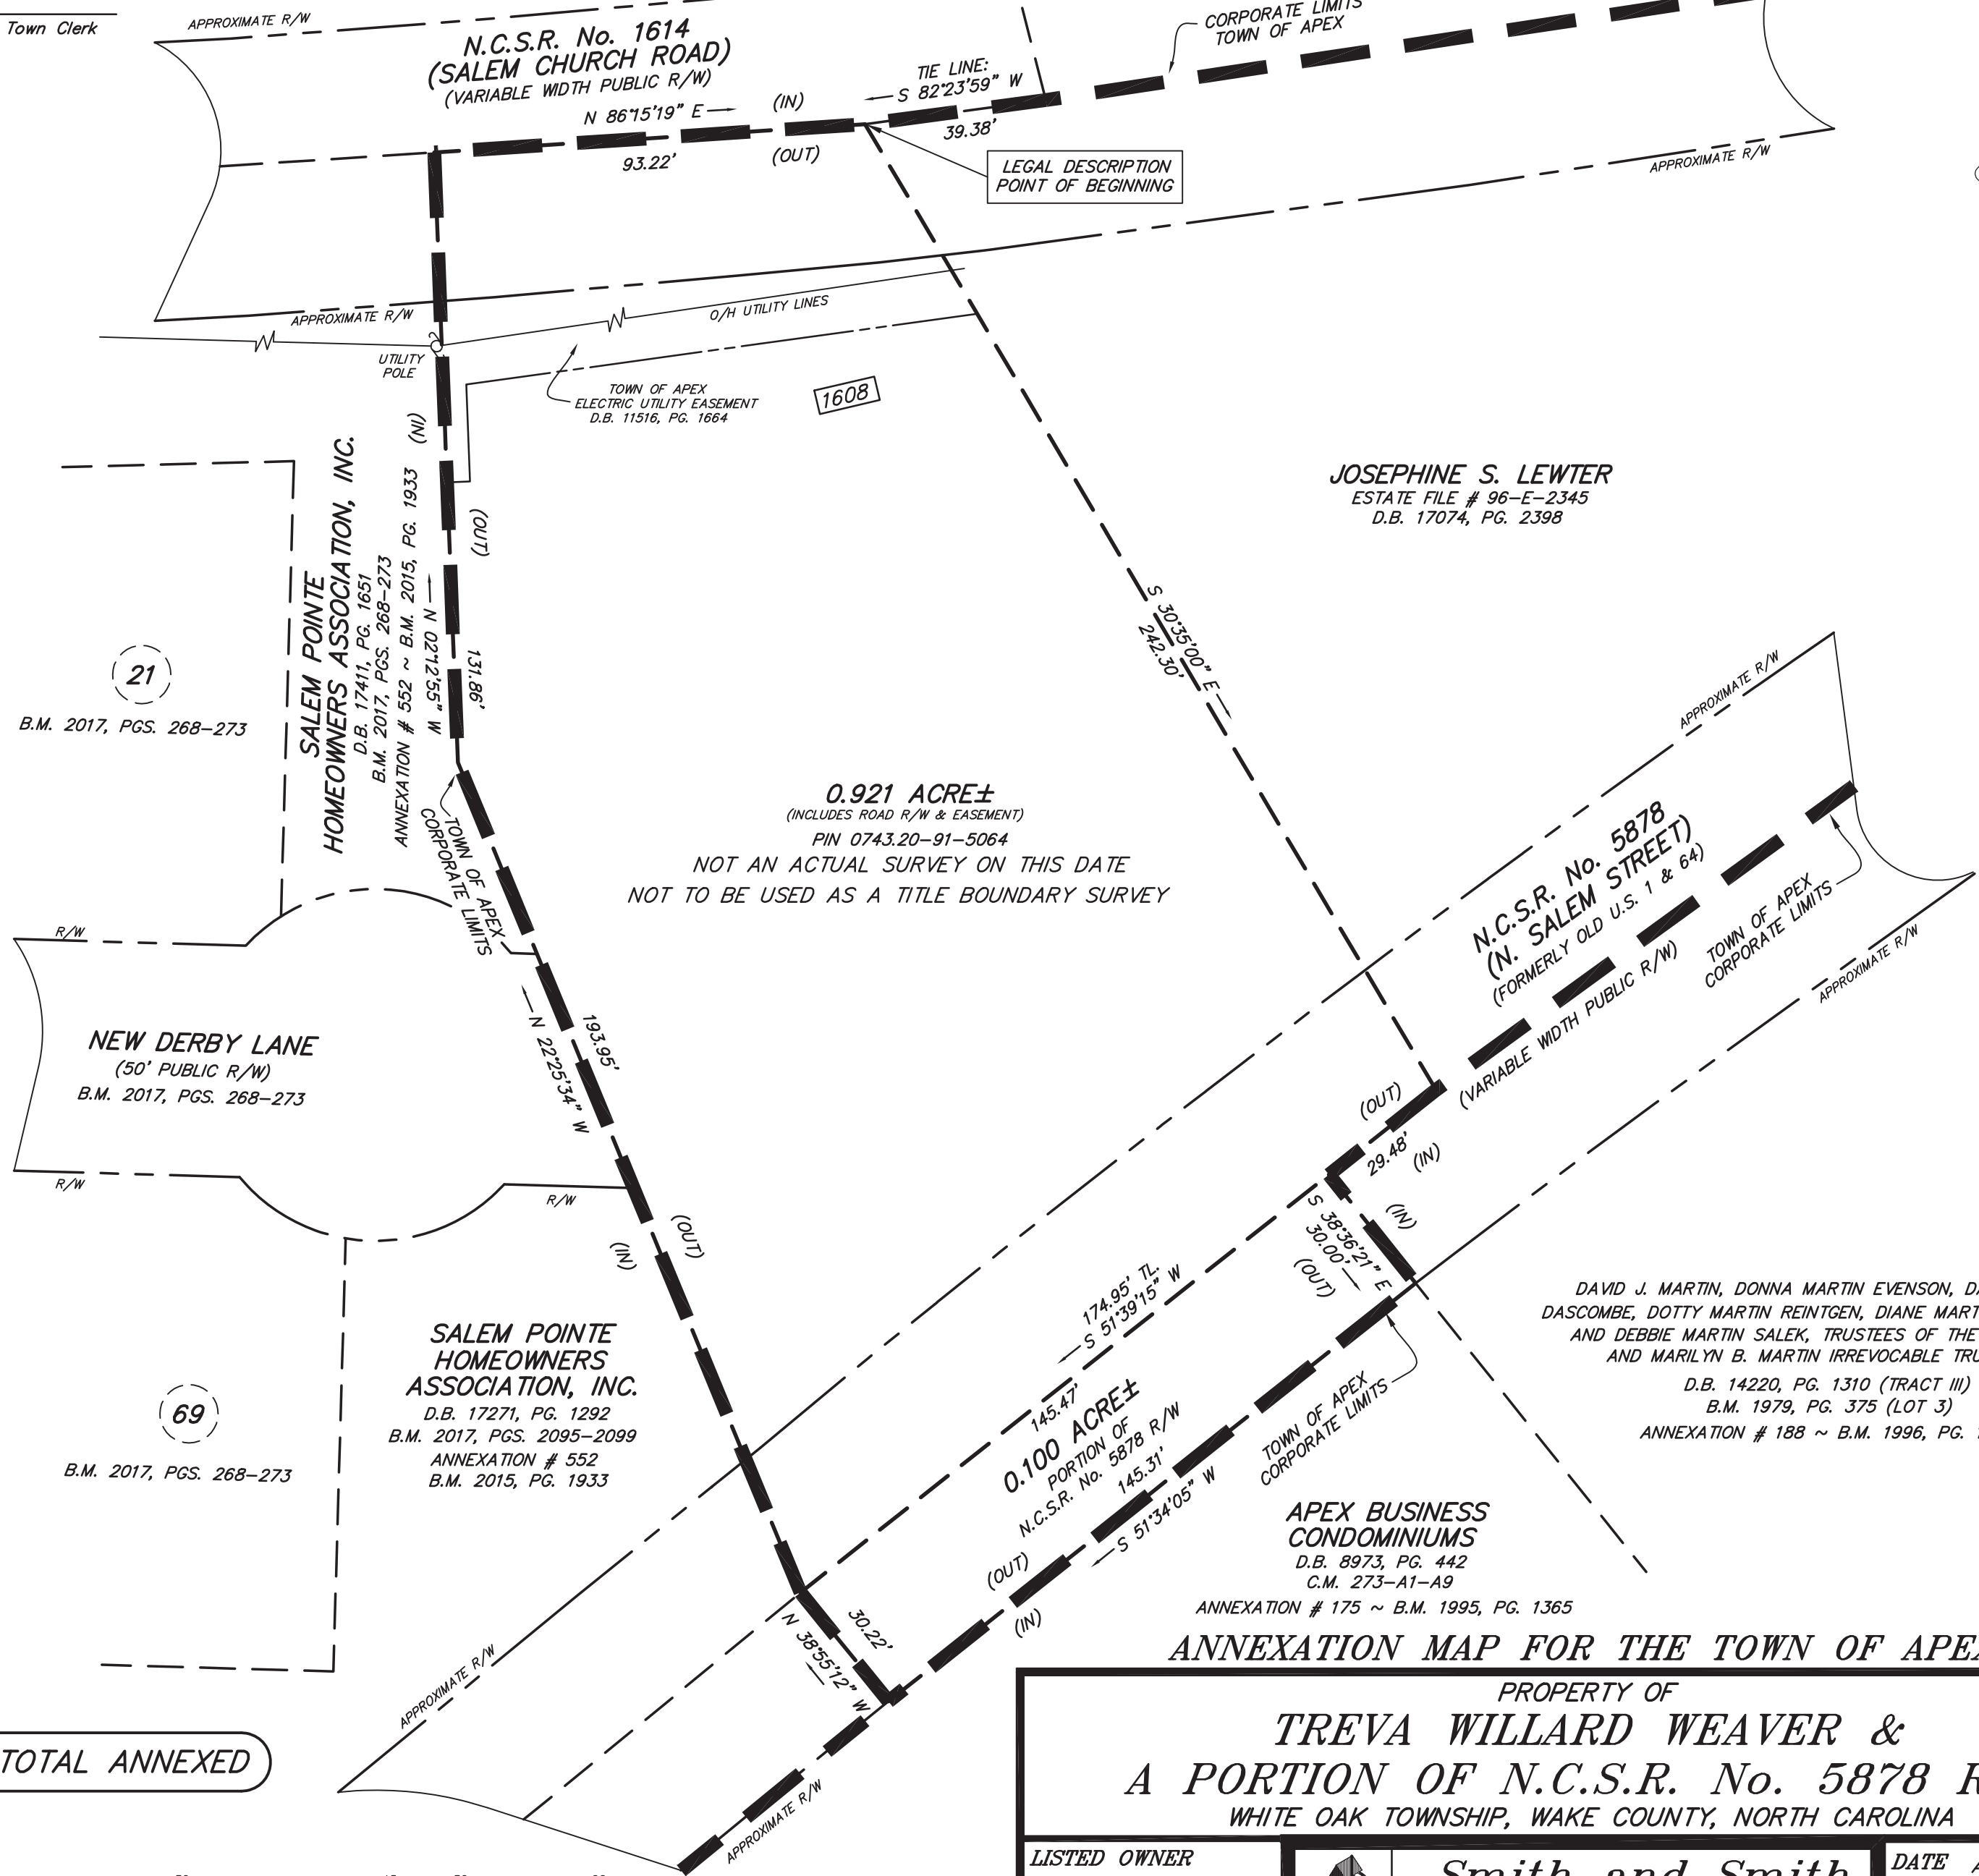 Town Clerk
APPROXIMATE R/W
N.C.S.R. No. 1614
(SALEM CHURCH ROAD)
(VARIABLE WIDTH PUBLIC R/W)
N 86°15'19" E
(IN)
93.22'
(OUT)
TIE LINE:
S 82°23'59" W
39.38'
CORPORATE LIMITS
TOWN OF APEX
LEGAL DESCRIPTION
POINT OF BEGINNING
APPROXIMATE R/W
APPROXIMATE R/W
O/H UTILITY LINES
UTILITY
POLE
TOWN OF APEX
ELECTRIC UTILITY EASEMENT
D.B. 11516, PG. 1664
1608
JOSEPHINE S. LEWTER
ESTATE FILE # 96-E-2345
D.B. 17074, PG. 2398
SALEM POINTE
HOMEOWNERS ASSOCIATION, INC.
D.B. 17411, PG. 1651
B.M. 2017, PGS. 268-273
ANNEXATION # 552 ~ B.M. 2015, PG. 1933
(IN)
N 02°12'55" W
(OUT)
131.86'
21
B.M. 2017, PGS. 268-273
S 30°35'00" E
242.30'
TOWN OF APEX
CORPORATE LIMITS
0.921 ACRE±
(INCLUDES ROAD R/W & EASEMENT)
PIN 0743.20-91-5064
NOT AN ACTUAL SURVEY ON THIS DATE
NOT TO BE USED AS A TITLE BOUNDARY SURVEY
APPROXIMATE R/W
N.C.S.R. No. 5878
(N. SALEM STREET)
(FORMERLY OLD U.S. 1 & 64)
(VARIABLE WIDTH PUBLIC R/W)
TOWN OF APEX
CORPORATE LIMITS
APPROXIMATE R/W
R/W
NEW DERBY LANE
(50' PUBLIC R/W)
B.M. 2017, PGS. 268-273
R/W
R/W
193.95'
N 22°25'34" W
(OUT)
(IN)
(OUT)
29.48'
(IN)
S 38°36'21" E
30.00'
(IN)
(OUT)
174.95' TL.
S 51°39'15" W
145.47'
0.100 ACRE±
PORTION OF
N.C.S.R. No. 5878 R/W
145.31'
S 51°34'05" W
(OUT)
(IN)
TOWN OF APEX
CORPORATE LIMITS
DAVID J. MARTIN, DONNA MARTIN EVENSON,
DASCOMBE, DOTTY MARTIN REINTGEN, DIANE
AND DEBBIE MARTIN SALEK, TRUSTEES OF THE
AND MARILYN B. MARTIN IRREVOCABLE
D.B. 14220, PG. 1310 (TRACT III)
B.M. 1979, PG. 375 (LOT 3)
ANNEXATION # 188 ~ B.M. 1996, PG.
SALEM POINTE
HOMEOWNERS
ASSOCIATION, INC.
D.B. 17271, PG. 1292
B.M. 2017, PGS. 2095-2099
ANNEXATION # 552
B.M. 2015, PG. 1933
69
B.M. 2017, PGS. 268-273
APEX BUSINESS
CONDOMINIUMS
D.B. 8973, PG. 442
C.M. 273-A1-A9
ANNEXATION # 175 ~ B.M. 1995, PG. 1365
30.22'
N 38°55'12" W
APPROXIMATE R/W
APPROXIMATE R/W
TOTAL ANNEXED
ANNEXATION MAP FOR THE TOWN OF APEX
PROPERTY OF
TREVA WILLARD WEAVER &
A PORTION OF N.C.S.R. No. 5878
WHITE OAK TOWNSHIP, WAKE COUNTY, NORTH CAROLINA
LISTED OWNER
Smith and Smith
DATE